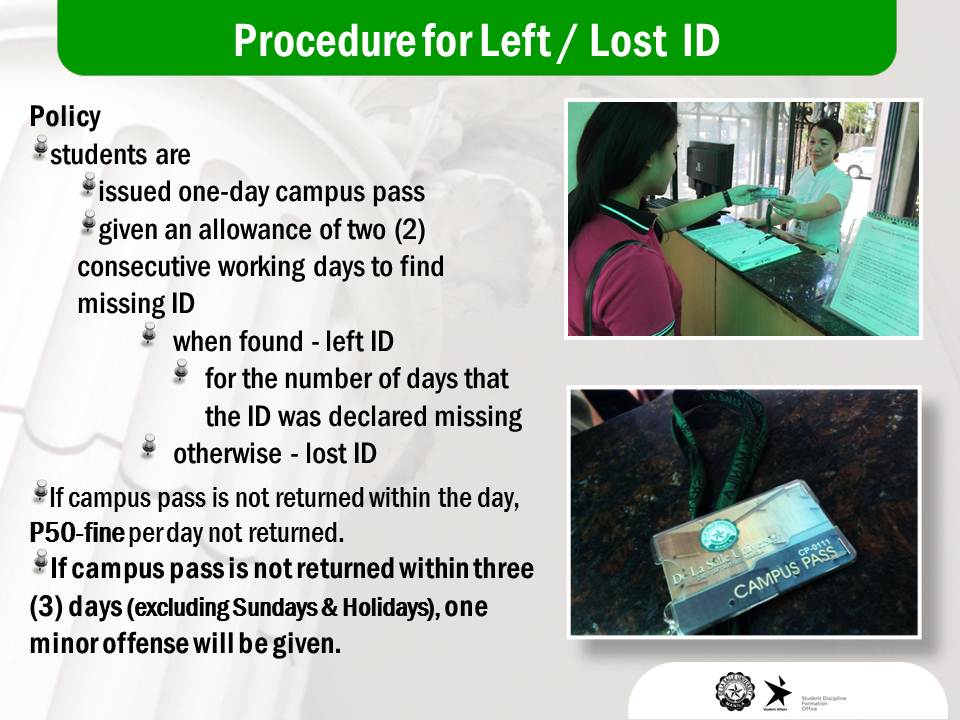 Procedure for Left / Lost ID
Policy
students are
issued one-day campus pass
given an allowance of two (2)
consecutive working days to find
missing ID
when found - left ID
for the number of days that
the ID was declared missing
otherwise - lost ID
If campus pass is not returned within the day,
P50-fine per day not returned.
If campus pass is not returned within three
(3) days (excluding Sundays & Holidays), one
minor offense will be given.
De La Salle University
CP-0111
CAMPUS PASS
MANILA
Student Affairs
Student Discipline
Formation
Office